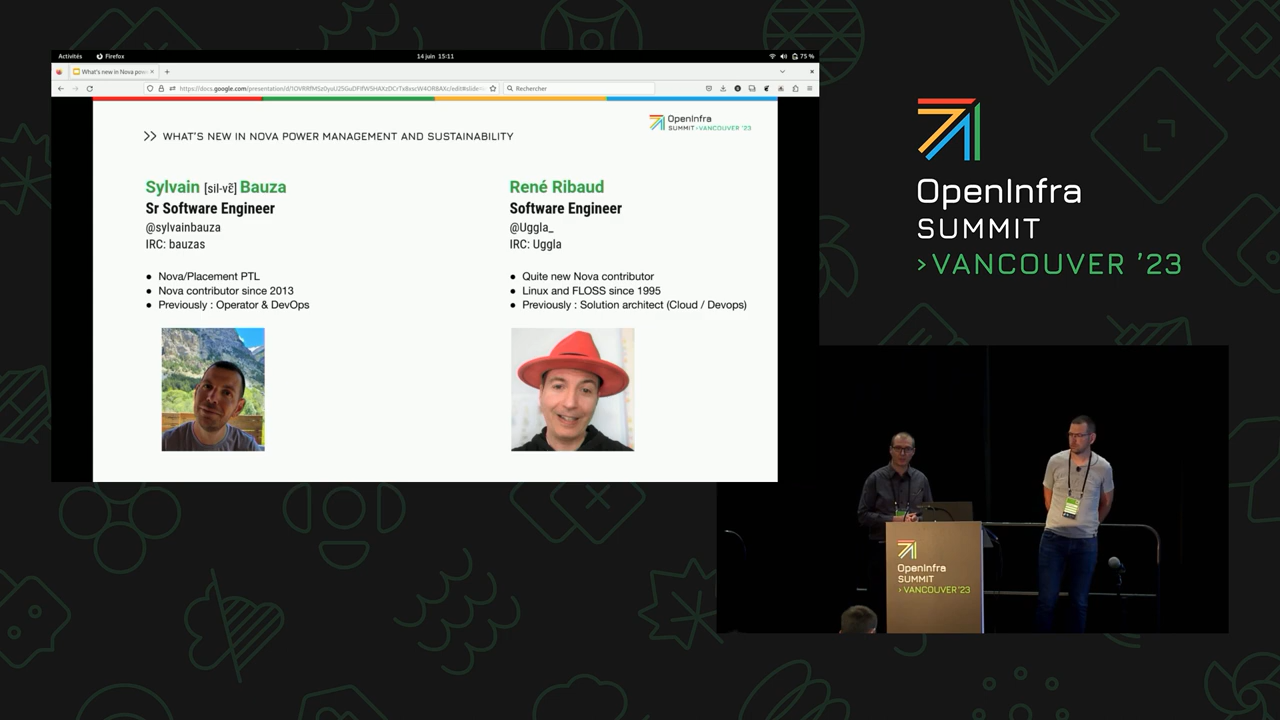 Activités
Firefox
14 juin 15:11
75 %
What's new in Nova pow
Rechercher
WHAT'S NEW IN NOVA POWER MANAGEMENT AND SUSTAINABILITY
OpenInfra
SUMMIT >VANCOUVER '23
Sylvain [sil-vɛ̃] Bauza
Sr Software Engineer
@sylvainbauza
IRC: bauzas
● Nova/Placement PTL
● Nova contributor since 2013
● Previously : Operator & DevOps
René Ribaud
Software Engineer
@Uggla_
IRC: Uggla
● Quite new Nova contributor
● Linux and FLOSS since 1995
● Previously : Solution architect (Cloud / Devops)
OpenInfra
SUMMIT
>VANCOUVER '23
OpenInfra
SUMMIT
>VANCOUVER '23